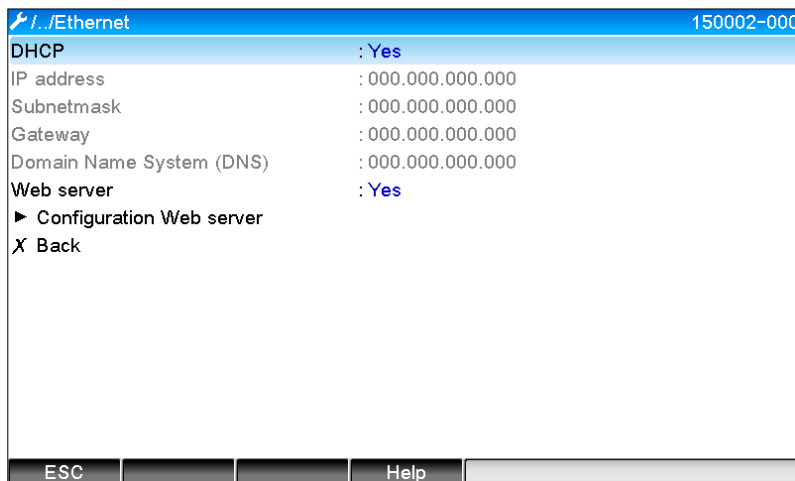 /../Ethernet 150002-000
DHCP : Yes
IP address : 000.000.000.000
Subnetmask : 000.000.000.000
Gateway : 000.000.000.000
Domain Name System (DNS) : 000.000.000.000
Web server : Yes
► Configuration Web server
X Back
ESC Help